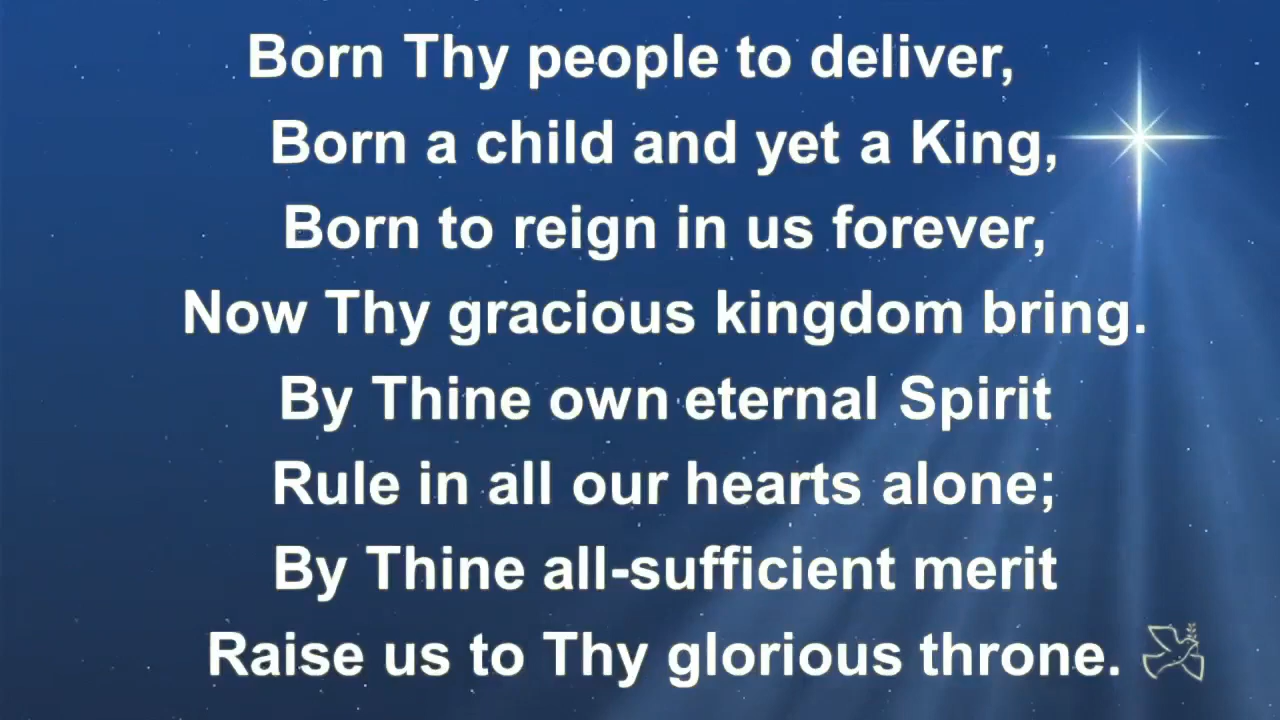 Born Thy people to deliver,
Born a child and yet a King,
Born to reign in us forever,
Now Thy gracious kingdom bring.
By Thine own eternal Spirit
Rule in all our hearts alone;
By Thine all-sufficient merit
Raise us to Thy glorious throne.